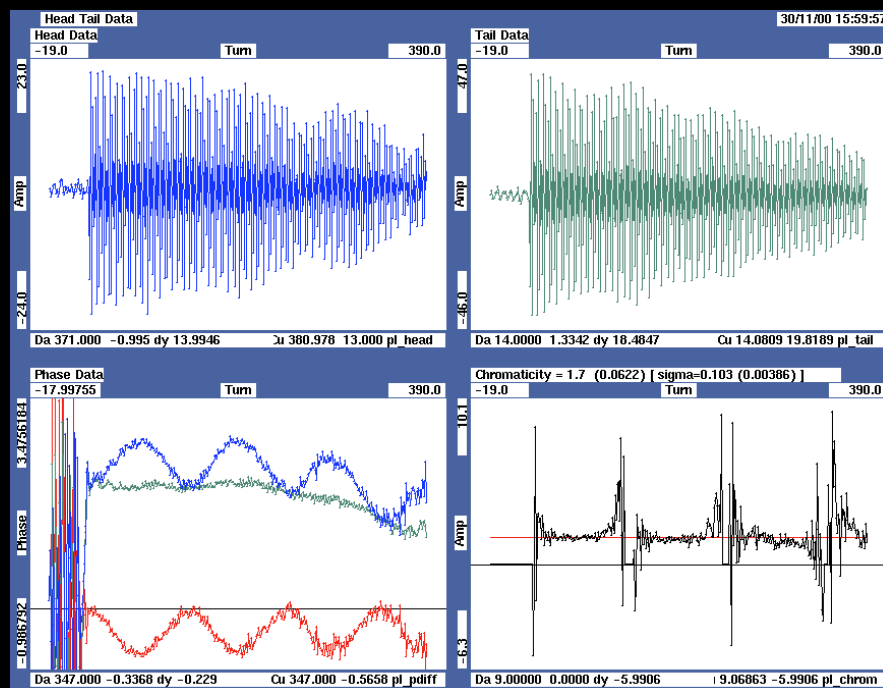 Head Tail Data
30/11/00 15:59:57
Head Data
-19.0 Turn 390.0
23.0
Amp
-24.0
Da 371.000 -0.995 dy 13.9946 Cu 380.978 13.000 pl_head
Tail Data
-19.0 Turn 390.0
47.0
Amp
-46.0
Da 14.0000 1.3342 dy 18.4847 Cu 14.0809 19.8189 pl_tail
Phase Data
-17.99755 Turn 390.0
3.4756184
Phase
-0.986792
Da 347.000 -0.3368 dy -0.229 Cu 347.000 -0.5658 pl_pdiff
Chromaticity = 1.7 (0.0622) [ sigma=0.103 (0.00386) ]
-19.0 Turn 390.0
10.1
Amp
-6.3
Da 9.00000 0.0000 dy -5.9906 9.06863 -5.9906 pl_chrom